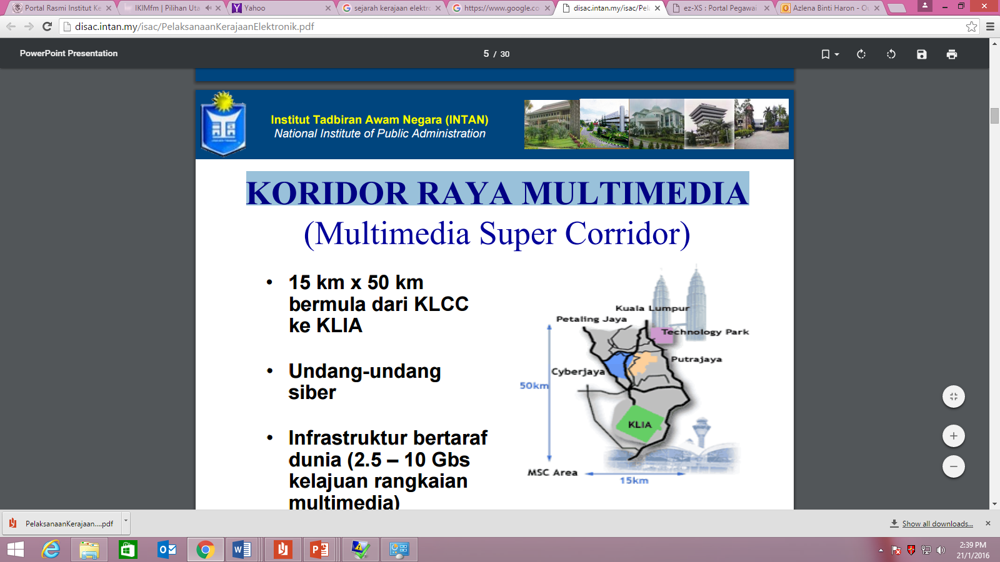 Portal Rasmi Institut Ke
IKIMfm | Pilihan Uta
Yahoo
sejarah kerajaan elektro
https://www.google.co
disac.intan.my/isac/Pela
ez-XS : Portal Pegawai
Azlena Binti Haron - Ou
disac.intan.my/isac/PelaksanaanKerajaanElektronik.pdf
PowerPoint Presentation
5 / 30
Institut Tadbiran Awam Negara (INTAN)
National Institute of Public Administration
KORIDOR RAYA MULTIMEDIA
(Multimedia Super Corridor)
• 15 km x 50 km
bermula dari KLCC
ke KLIA
• Undang-undang
siber
• Infrastruktur bertaraf
dunia (2.5 – 10 Gbs
kelajuan rangkaian
multimedia)
Kuala Lumpur
Petaling Jaya
Technology Park
Putrajaya
Cyberjaya
50km
KLIA
MSC Area
15km
PelaksanaanKerajaan....pdf
Show all downloads...
2:39 PM
21/1/2016